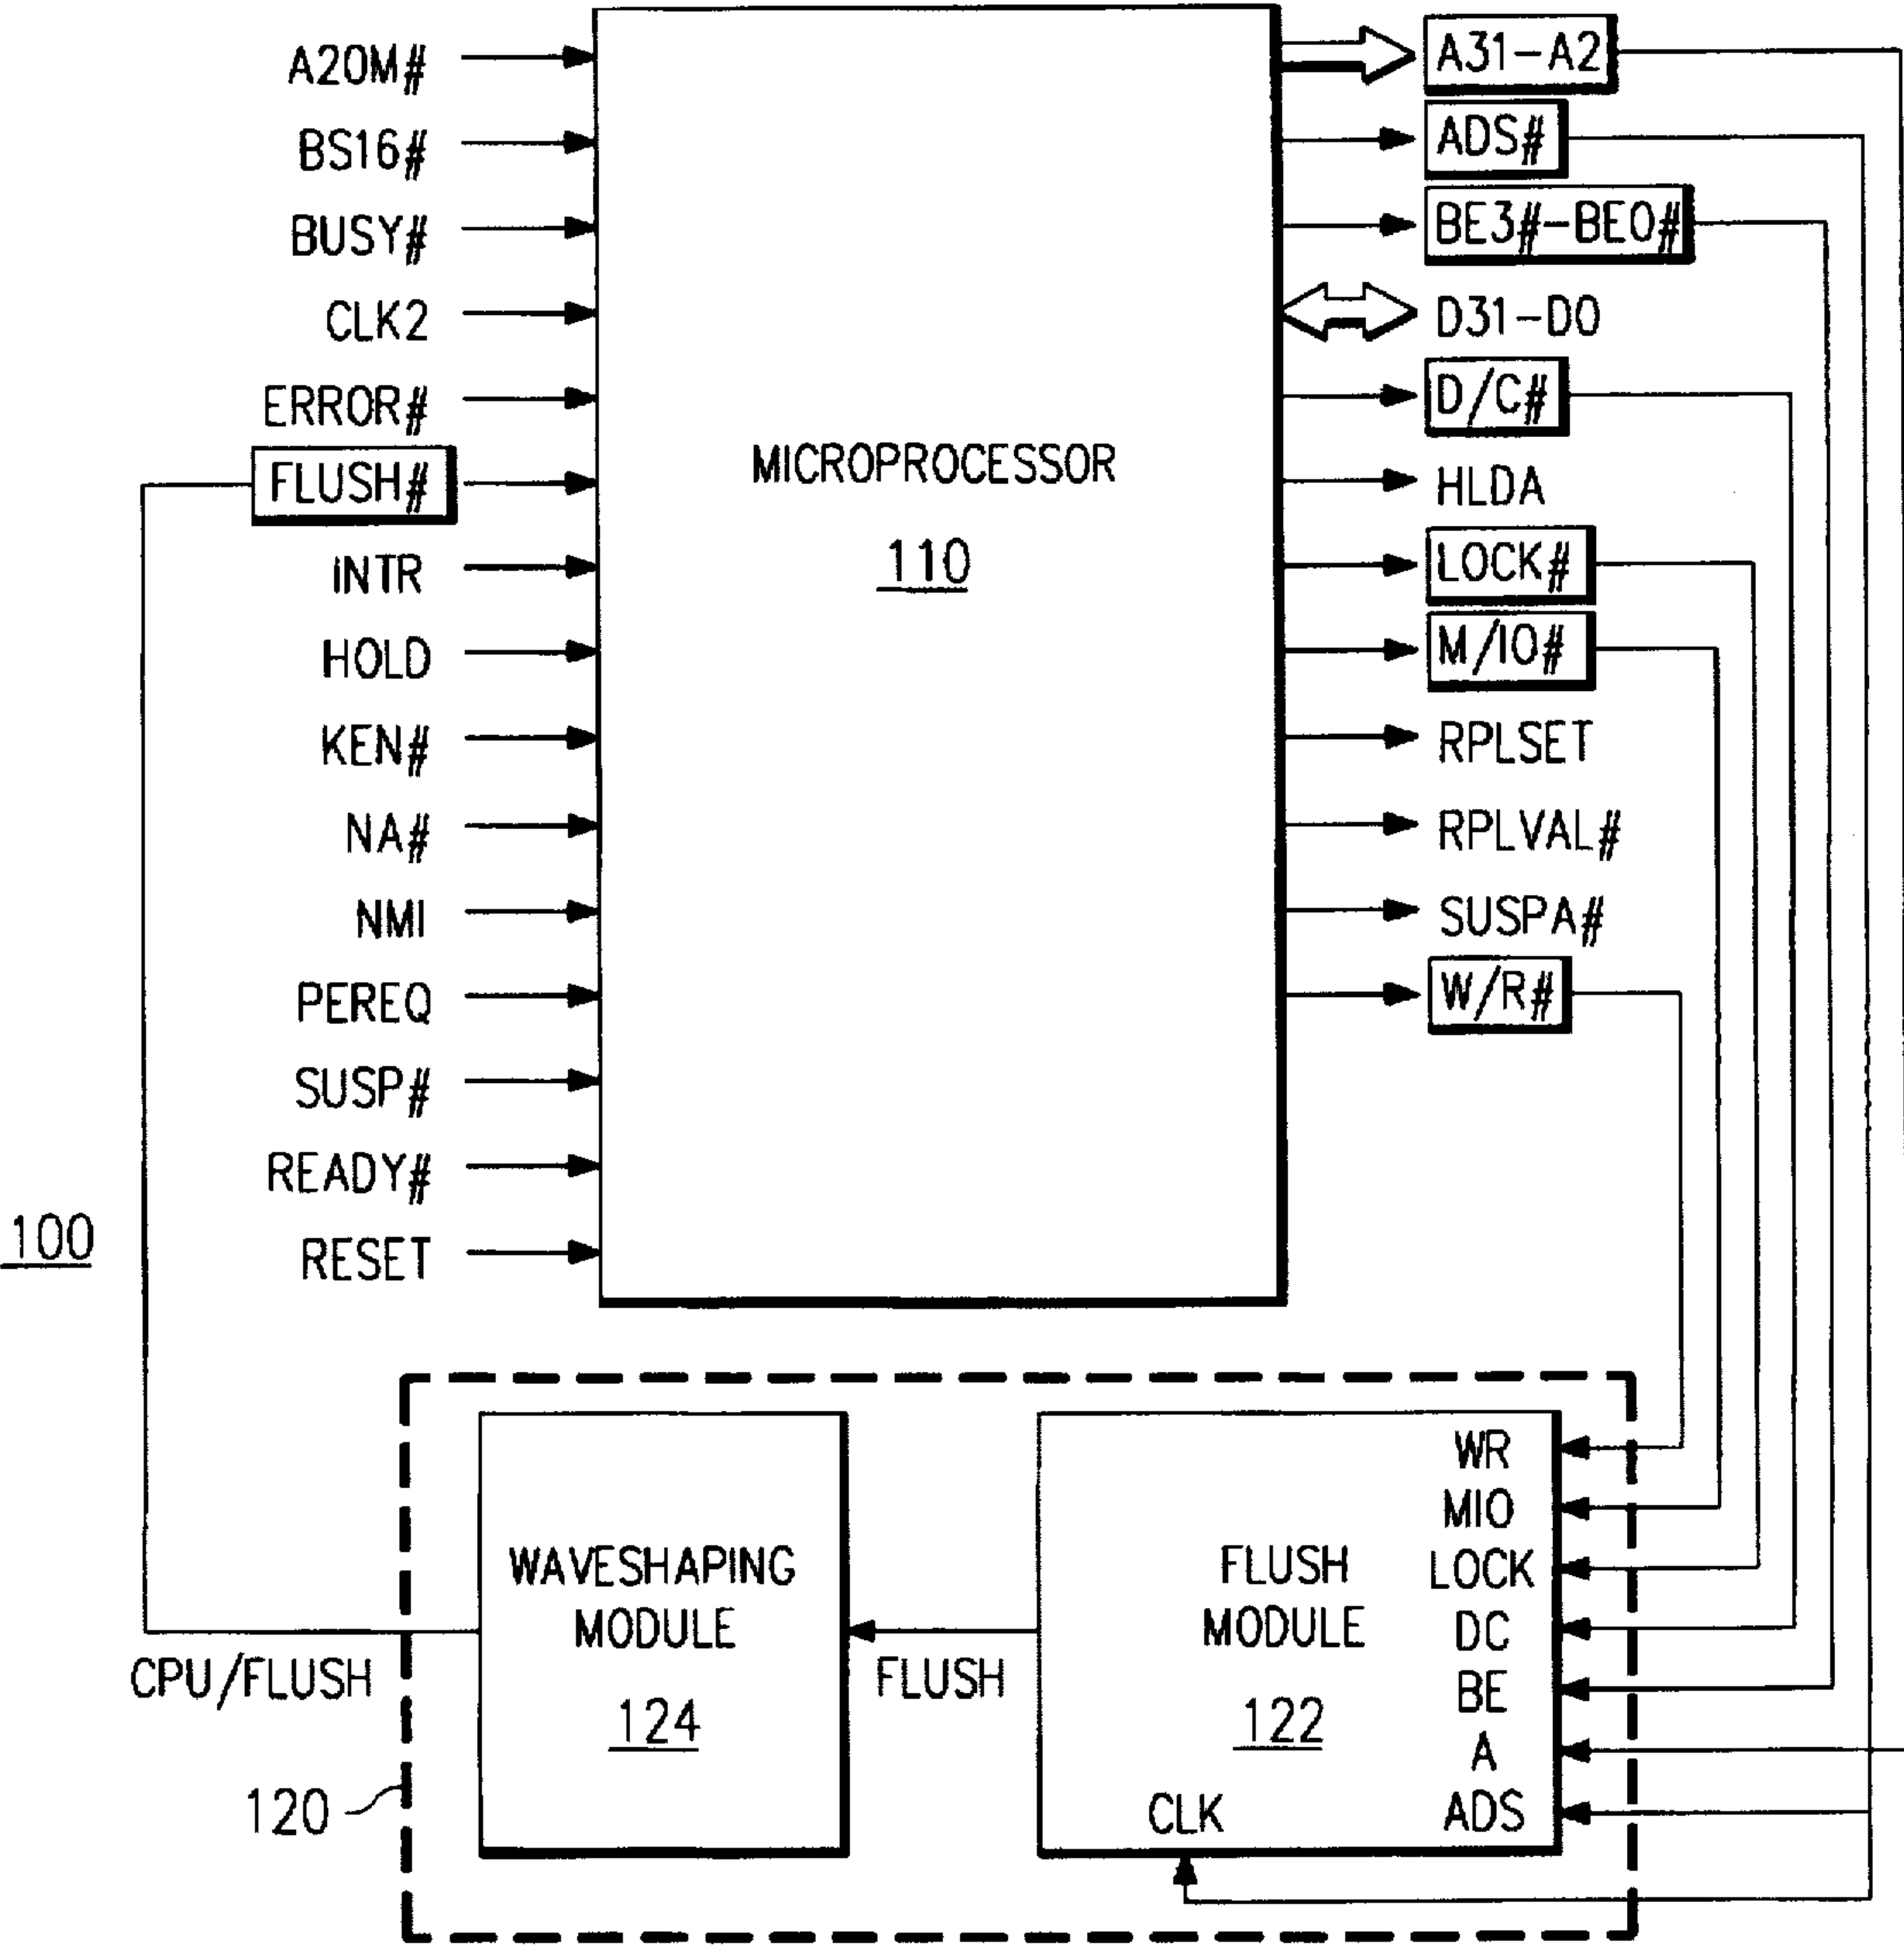 A20M#
BS16#
BUSY#
CLK2
ERROR#
FLUSH#
INTR
HOLD
KEN#
NA#
NMI
PEREQ
SUSP#
READY#
RESET
MICROPROCESSOR
110
A31-A2
ADS#
BE3#-BE0#
D31-D0
D/C#
HLDA
LOCK#
M/IO#
RPLSET
RPLVAL#
SUSPA#
W/R#
100
WAVESHAPING
MODULE
124
CPU/FLUSH
120
FLUSH
FLUSH
MODULE
122
CLK
WR
MIO
LOCK
DC
BE
A
ADS